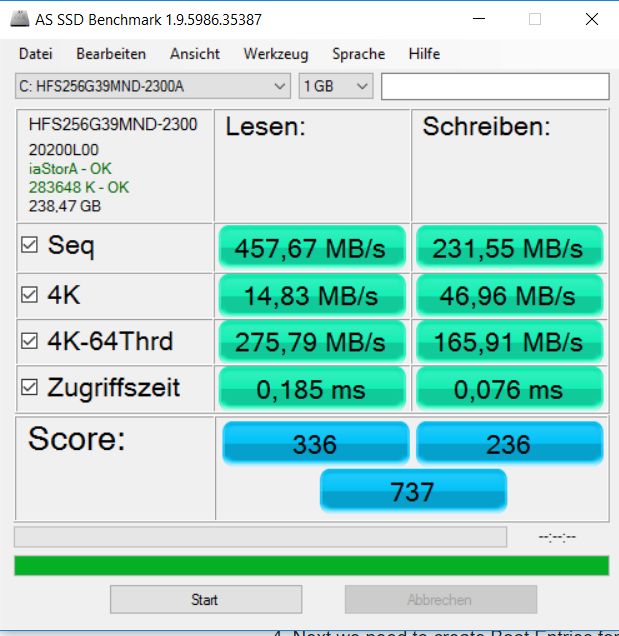 AS SSD Benchmark 1.9.5986.35387
Datei Bearbeiten Ansicht Werkzeug Sprache Hilfe
C: HFS256G39MND-2300A 1 GB
HFS256G39MND-2300 Lesen: Schreiben:
20200L00
iaStorA - OK
283648 K - OK
238,47 GB
Seq 457,67 MB/s 231,55 MB/s
4K 14,83 MB/s 46,96 MB/s
4K-64Thrd 275,79 MB/s 165,91 MB/s
Zugriffszeit 0,185 ms 0,076 ms
Score: 336 236
737
--:--:--
Start Abbrechen
4. Next we need to create Boot Entries for